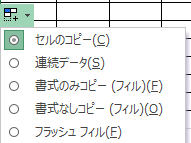 セルのコピー(C)
連続データ(S)
書式のみコピー (フィル)(F)
書式なしコピー (フィル)(O)
フラッシュ フィル(F)